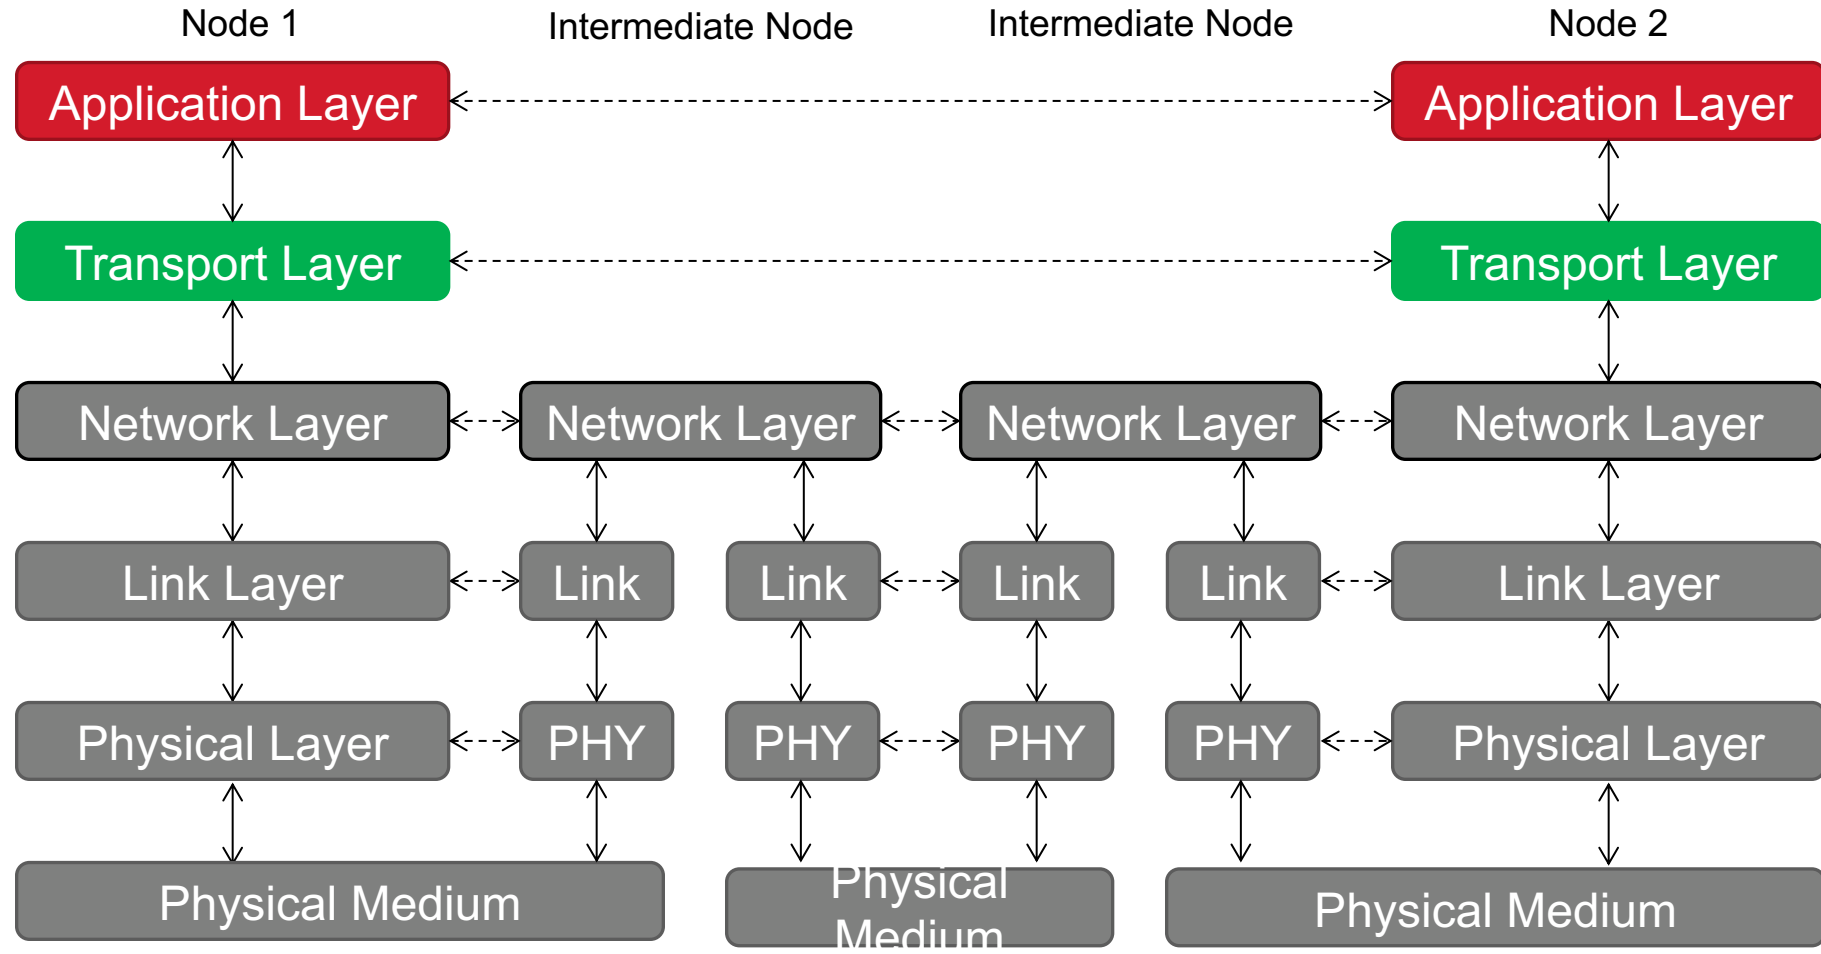 Node 1
Intermediate Node
Intermediate Node
Node 2
Application Layer
Application Layer
Transport Layer
Transport Layer
Network Layer
Network Layer
Network Layer
Network Layer
Link Layer
Link
Link
Link
Link
Link Layer
Physical Layer
PHY
PHY
PHY
PHY
Physical Layer
Physical Medium
Physical
Medium
Physical Medium